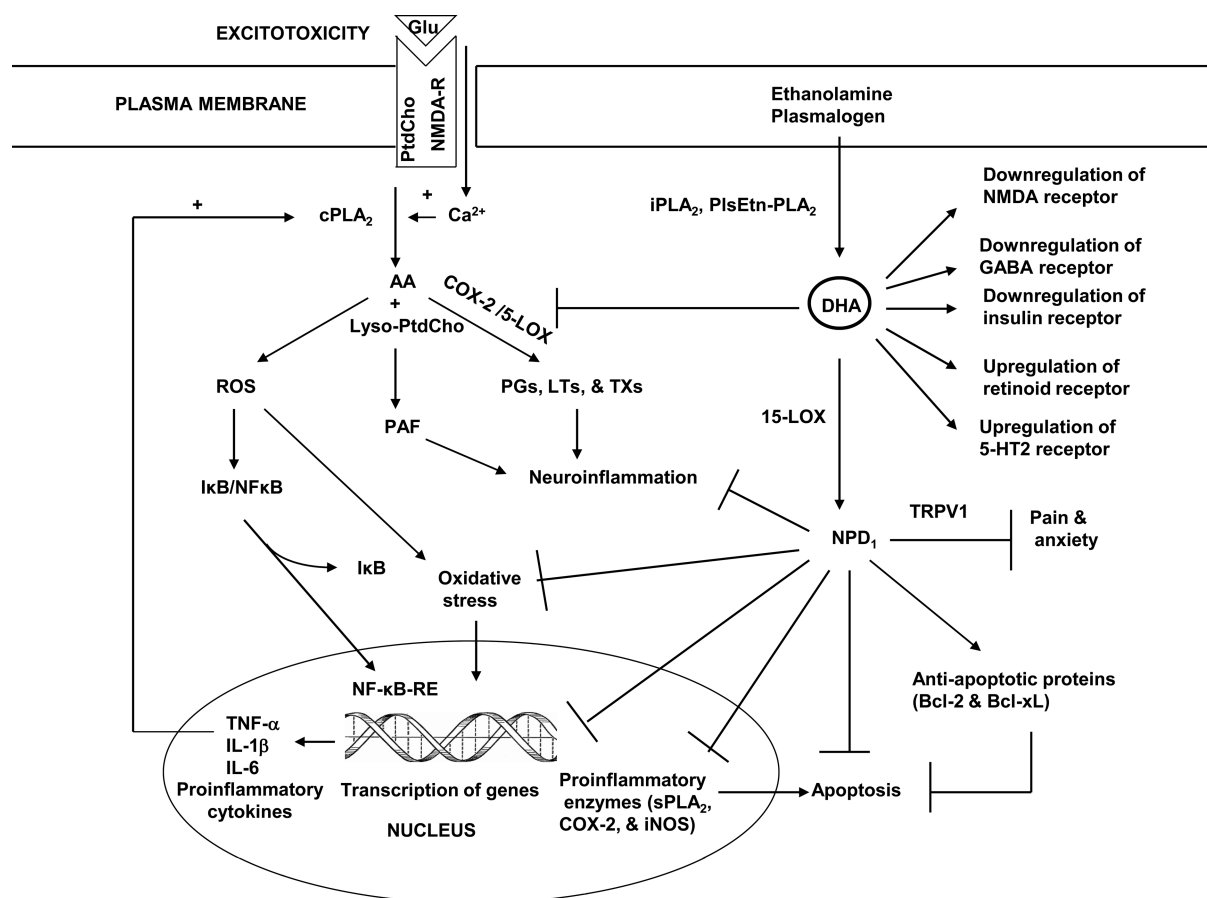 EXCITOTOXICITY
Glu
PLASMA MEMBRANE
PtdCho
NMDA-R
Ethanolamine
Plasmalogen
+
cPLA₂
+
Ca²⁺
iPLA₂, PlsEtn-PLA₂
Downregulation of
NMDA receptor
Downregulation of
GABA receptor
Downregulation of
insulin receptor
Upregulation of
retinoid receptor
Upregulation of
5-HT2 receptor
DHA
AA
+
Lyso-PtdCho
COX-2 /5-LOX
ROS
PAF
PGs, LTs, & TXs
15-LOX
Neuroinflammation
IκB/NFκB
IκB
Oxidative
stress
NPD₁
TRPV1
Pain &
anxiety
Anti-apoptotic proteins
(Bcl-2 & Bcl-xL)
NF-κB-RE
TNF-α
IL-1β
IL-6
Proinflammatory
cytokines
Transcription of genes
NUCLEUS
Proinflammatory
enzymes (sPLA₂,
COX-2, & iNOS)
Apoptosis